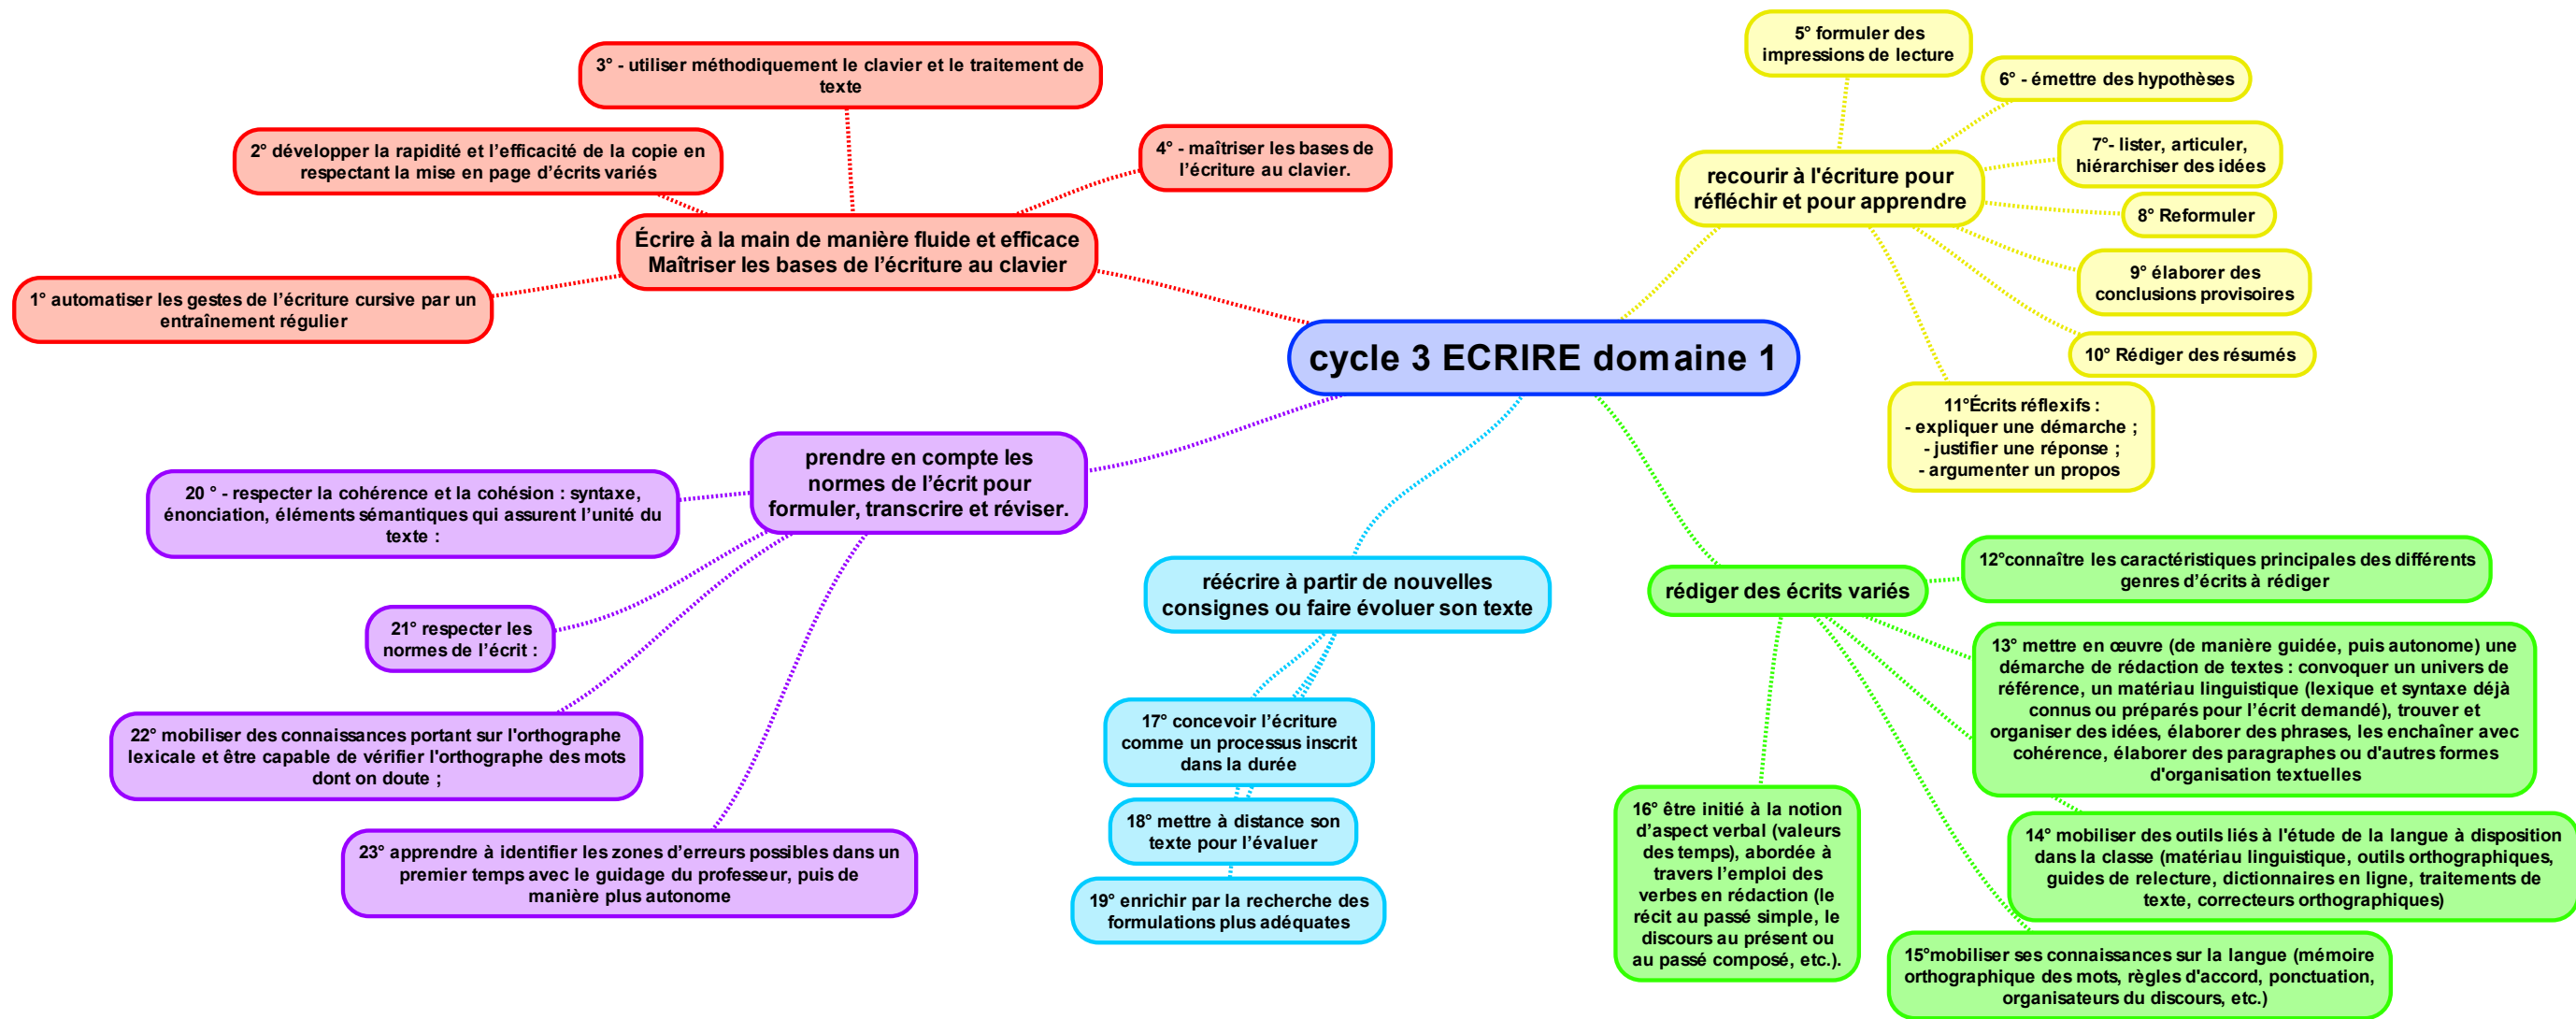 cycle 3 ECRIRE domaine 1
Écrire à la main de manière fluide et efficace
Maîtriser les bases de l’écriture au clavier
1° automatiser les gestes de l’écriture cursive par un
entraînement régulier
2° développer la rapidité et l’efficacité de la copie en
respectant la mise en page d’écrits variés
3° - utiliser méthodiquement le clavier et le traitement de
texte
4° - maîtriser les bases de
l’écriture au clavier.
recourir à l'écriture pour
réfléchir et pour apprendre
5° formuler des
impressions de lecture
6° - émettre des hypothèses
7°- lister, articuler,
hiérarchiser des idées
8° Reformuler
9° élaborer des
conclusions provisoires
10° Rédiger des résumés
11°Écrits réflexifs :
- expliquer une démarche ;
- justifier une réponse ;
- argumenter un propos
rédiger des écrits variés
12°connaître les caractéristiques principales des différents
genres d’écrits à rédiger
13° mettre en œuvre (de manière guidée, puis autonome) une
démarche de rédaction de textes : convoquer un univers de
référence, un matériau linguistique (lexique et syntaxe déjà
connus ou préparés pour l’écrit demandé), trouver et
organiser des idées, élaborer des phrases, les enchaîner avec
cohérence, élaborer des paragraphes ou d'autres formes
d'organisation textuelles
14° mobiliser des outils liés à l'étude de la langue à disposition
dans la classe (matériau linguistique, outils orthographiques,
guides de relecture, dictionnaires en ligne, traitements de
texte, correcteurs orthographiques)
15°mobiliser ses connaissances sur la langue (mémoire
orthographique des mots, règles d'accord, ponctuation,
organisateurs du discours, etc.)
16° être initié à la notion
d’aspect verbal (valeurs
des temps), abordée à
travers l’emploi des
verbes en rédaction (le
récit au passé simple, le
discours au présent ou
au passé composé, etc.).
réécrire à partir de nouvelles
consignes ou faire évoluer son texte
17° concevoir l’écriture
comme un processus inscrit
dans la durée
18° mettre à distance son
texte pour l’évaluer
19° enrichir par la recherche des
formulations plus adéquates
prendre en compte les
normes de l’écrit pour
formuler, transcrire et réviser.
20 ° - respecter la cohérence et la cohésion : syntaxe,
énonciation, éléments sémantiques qui assurent l’unité du
texte :
21° respecter les
normes de l’écrit :
22° mobiliser des connaissances portant sur l'orthographe
lexicale et être capable de vérifier l'orthographe des mots
dont on doute ;
23° apprendre à identifier les zones d’erreurs possibles dans un
premier temps avec le guidage du professeur, puis de
manière plus autonome